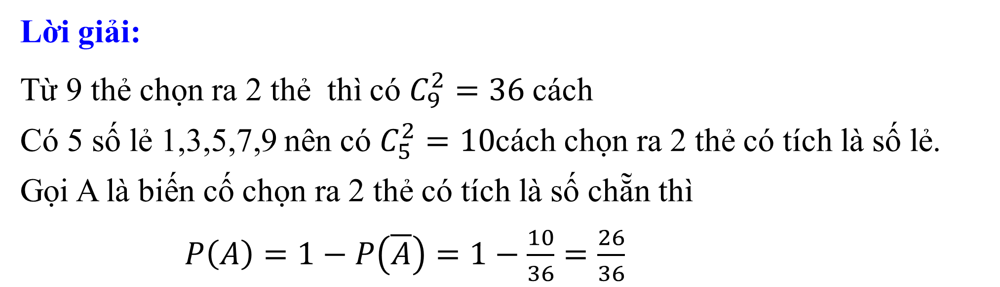 Lời giải:
Từ 9 thẻ chọn ra 2 thẻ  thì có $C_9^2 = 36$ cách
Có 5 số lẻ 1,3,5,7,9 nên có $C_5^2 = 10$cách chọn ra 2 thẻ có tích là số lẻ.
Gọi A là biến cố chọn ra 2 thẻ có tích là số chẵn thì
$P(A) = 1 - P(\overline{A}) = 1 - \frac{10}{36} = \frac{26}{36}$